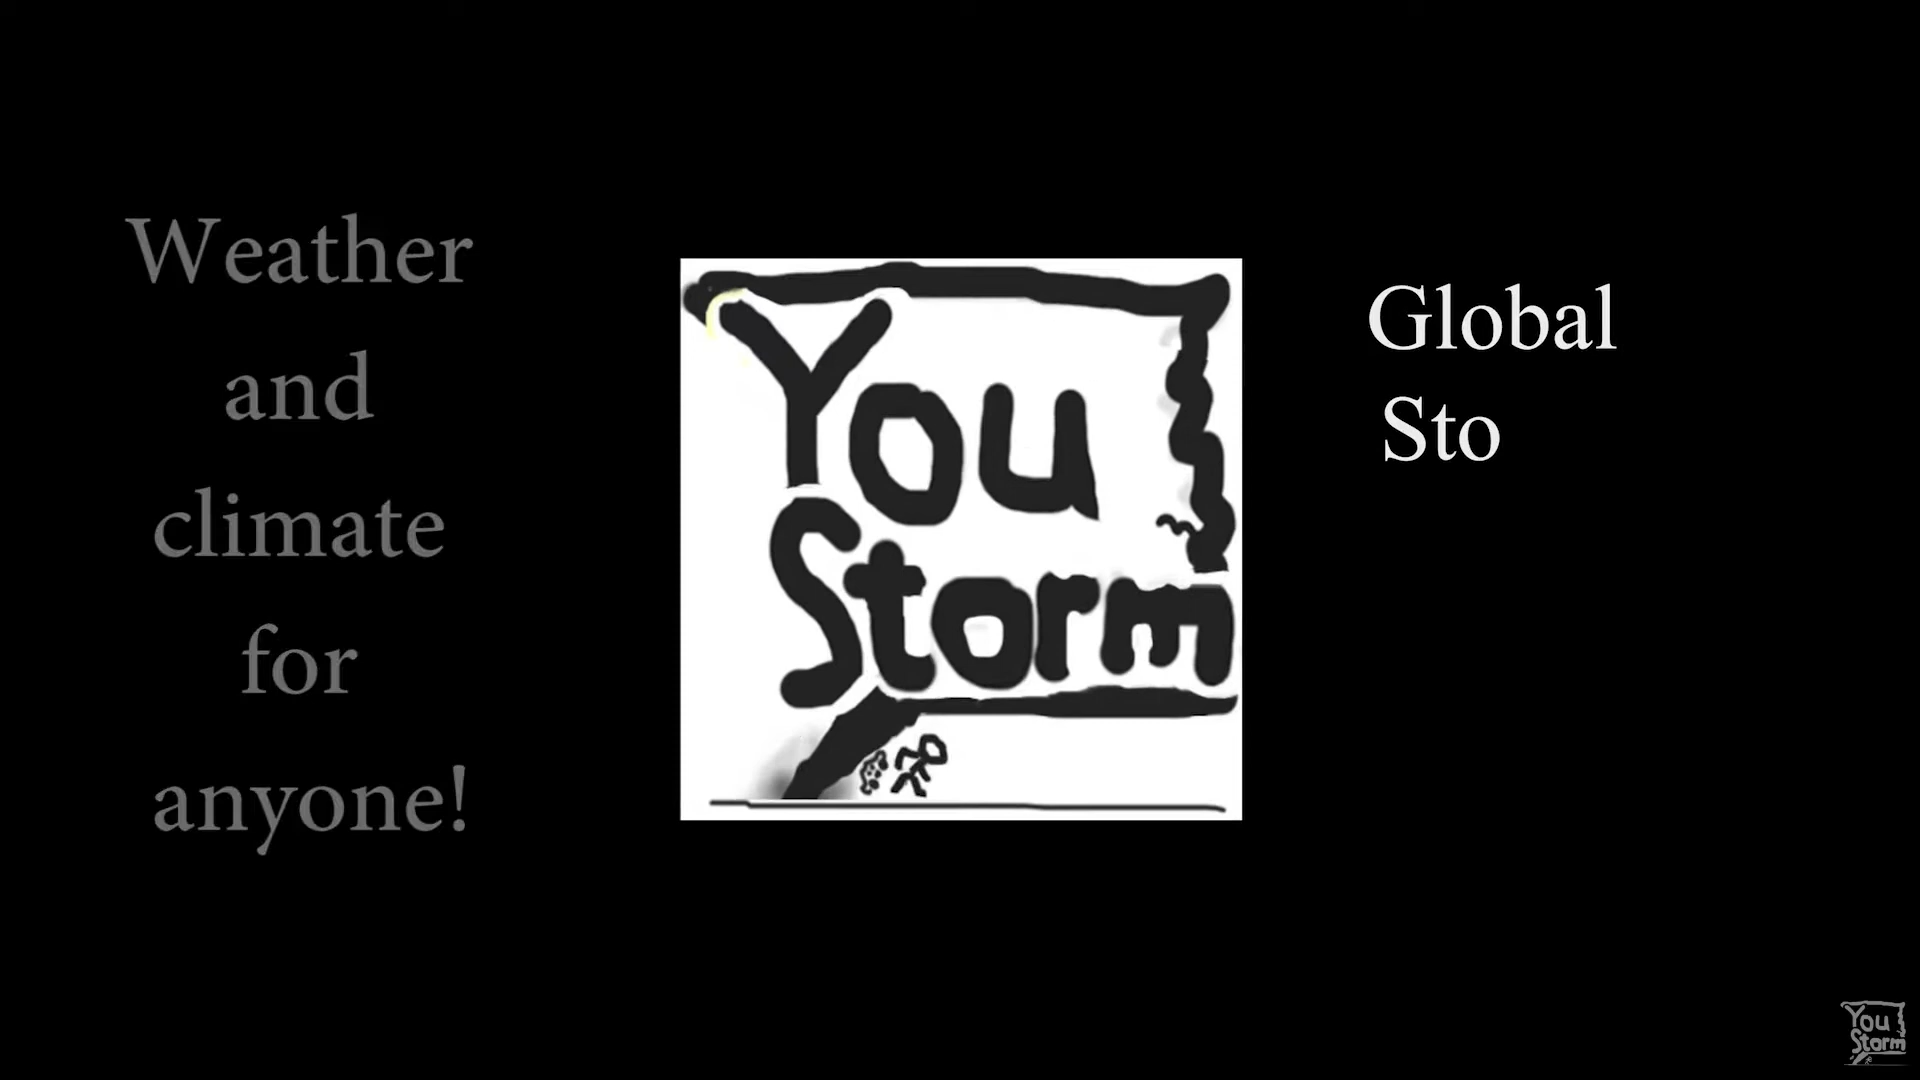 Weather
and
climate
for
anyone!
You
Storm
Global
Sto
You
Storm